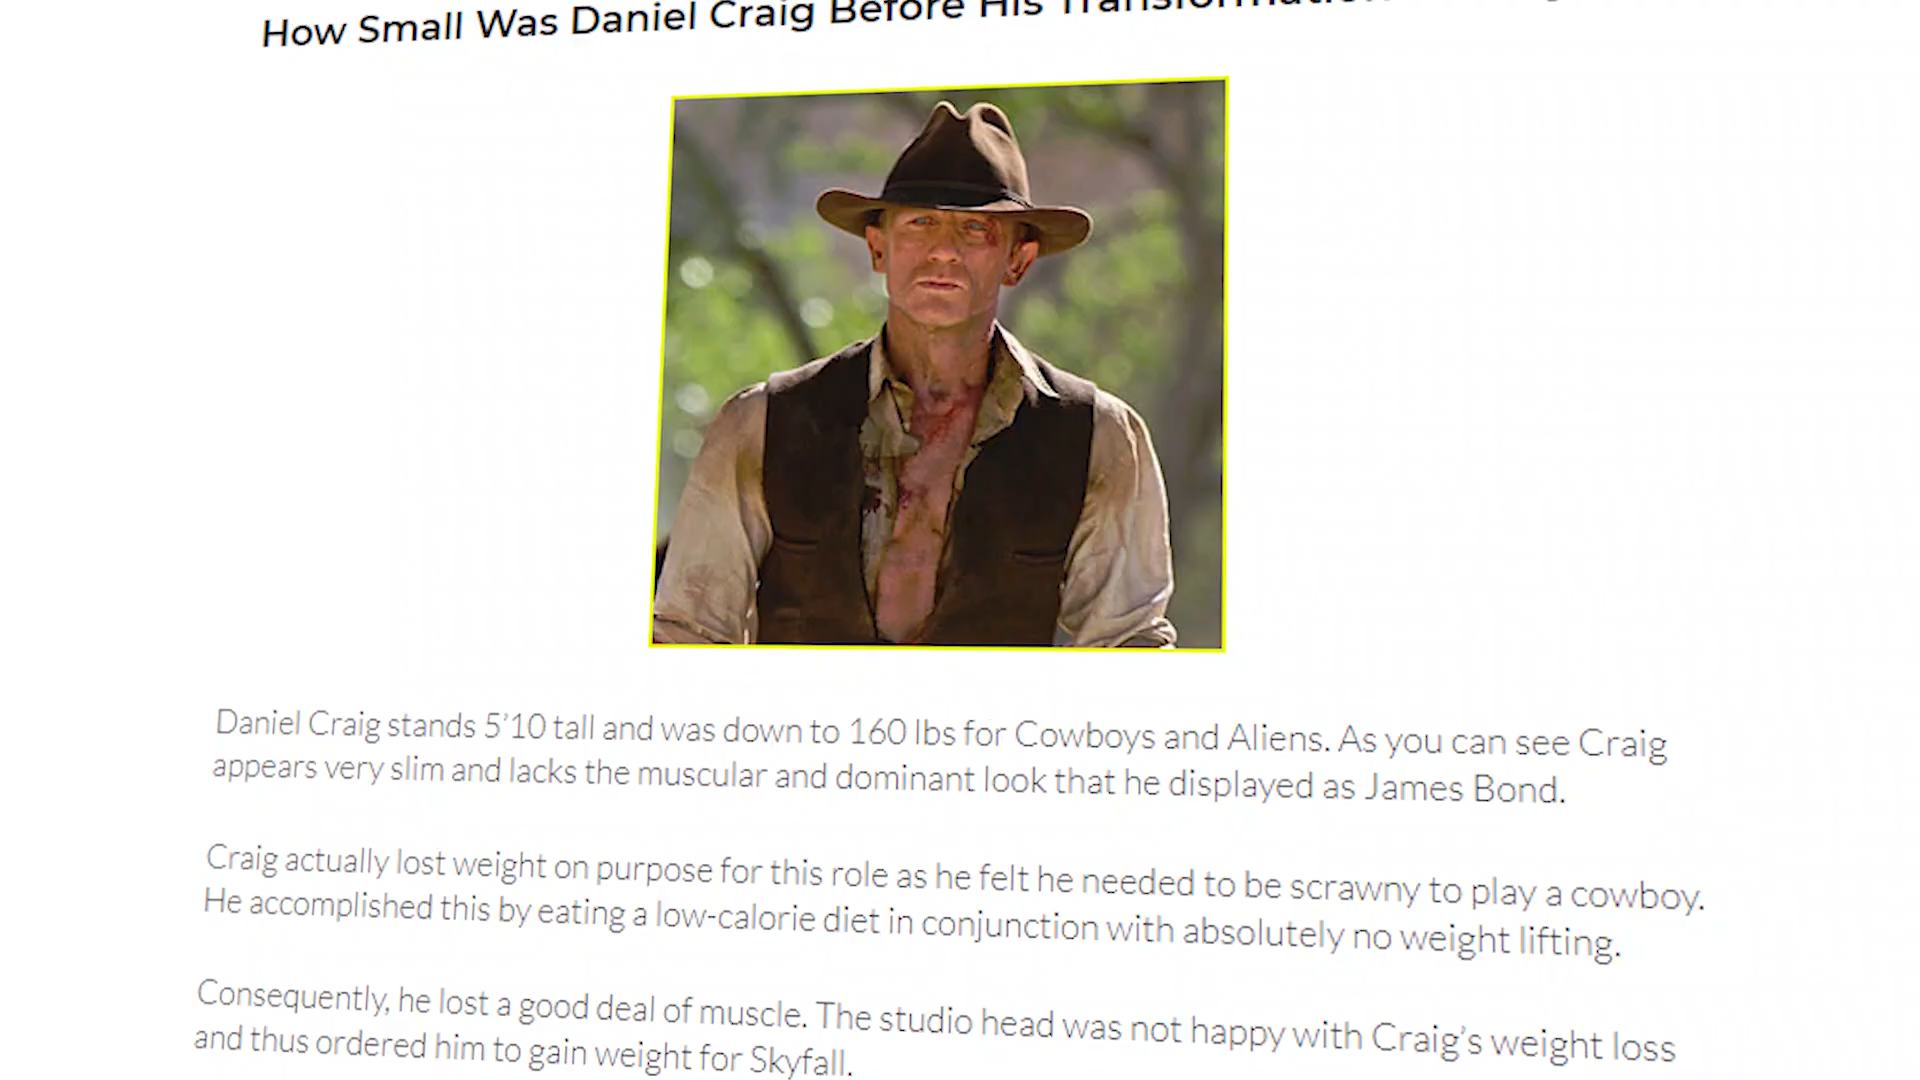 How Small Was Daniel Craig Before His
Daniel Craig stands 5'10 tall and was down to 160 lbs for Cowboys and Aliens. As you can see Craig
appears very slim and lacks the muscular and dominant look that he displayed as James Bond.
Craig actually lost weight on purpose for this role as he felt he needed to be scrawny to play a cowboy.
He accomplished this by eating a low-calorie diet in conjunction with absolutely no weight lifting.
Consequently, he lost a good deal of muscle. The studio head was not happy with Craig's weight loss
and thus ordered him to gain weight for Skyfall.